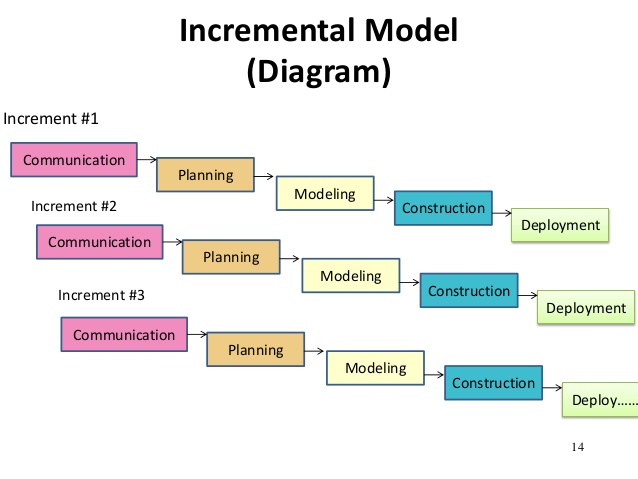 Incremental Model
(Diagram)
Increment #1
Communication
Planning
Modeling
Construction
Deployment
Increment #2
Communication
Planning
Modeling
Construction
Deployment
Increment #3
Communication
Planning
Modeling
Construction
Deploy……
14